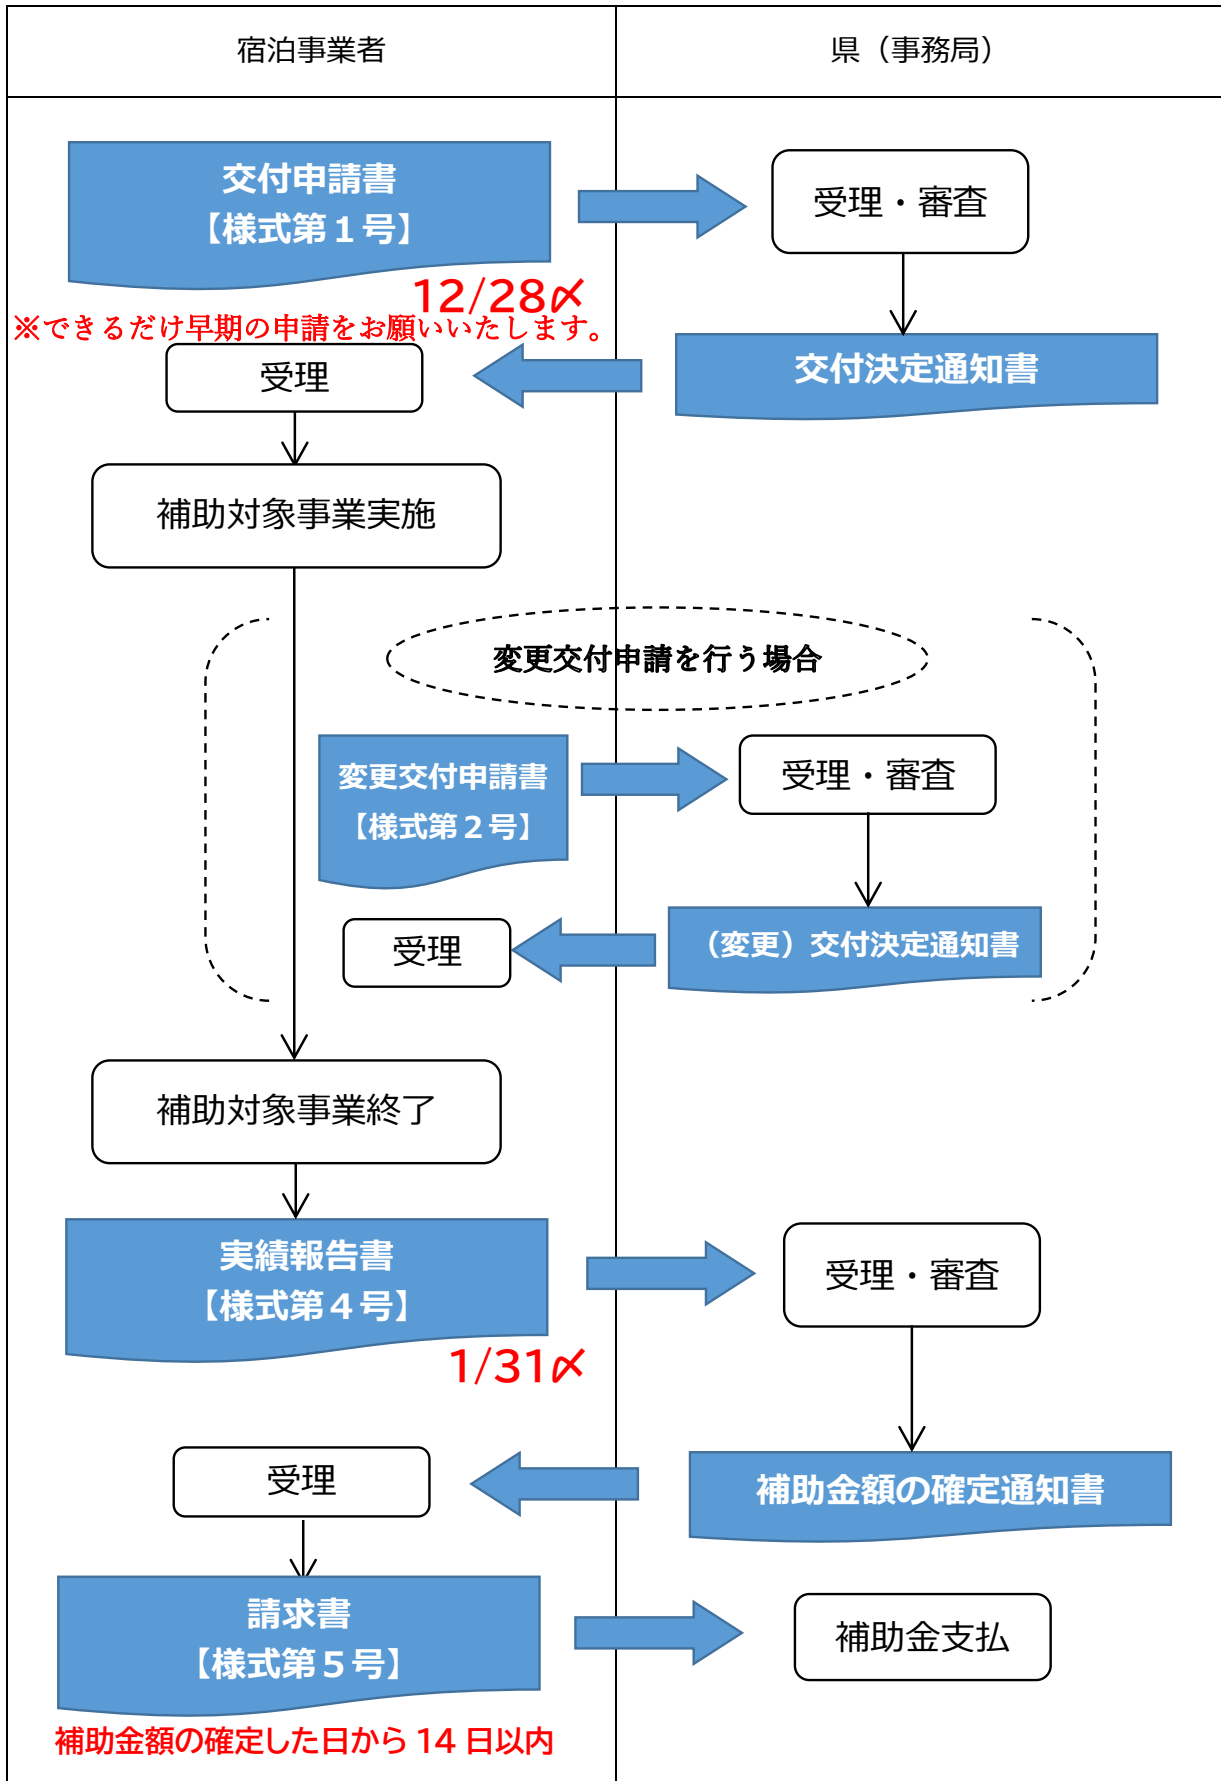 宿泊事業者
県（事務局）
交付申請書
【様式第１号】
受理・審査
12/28〆
※できるだけ早期の申請をお願いいたします。
受理
交付決定通知書
補助対象事業実施
変更交付申請を行う場合
変更交付申請書
【様式第２号】
受理・審査
受理
（変更）交付決定通知書
補助対象事業終了
実績報告書
【様式第４号】
受理・審査
1/31〆
受理
補助金額の確定通知書
請求書
【様式第５号】
補助金支払
補助金額の確定した日から 14 日以内